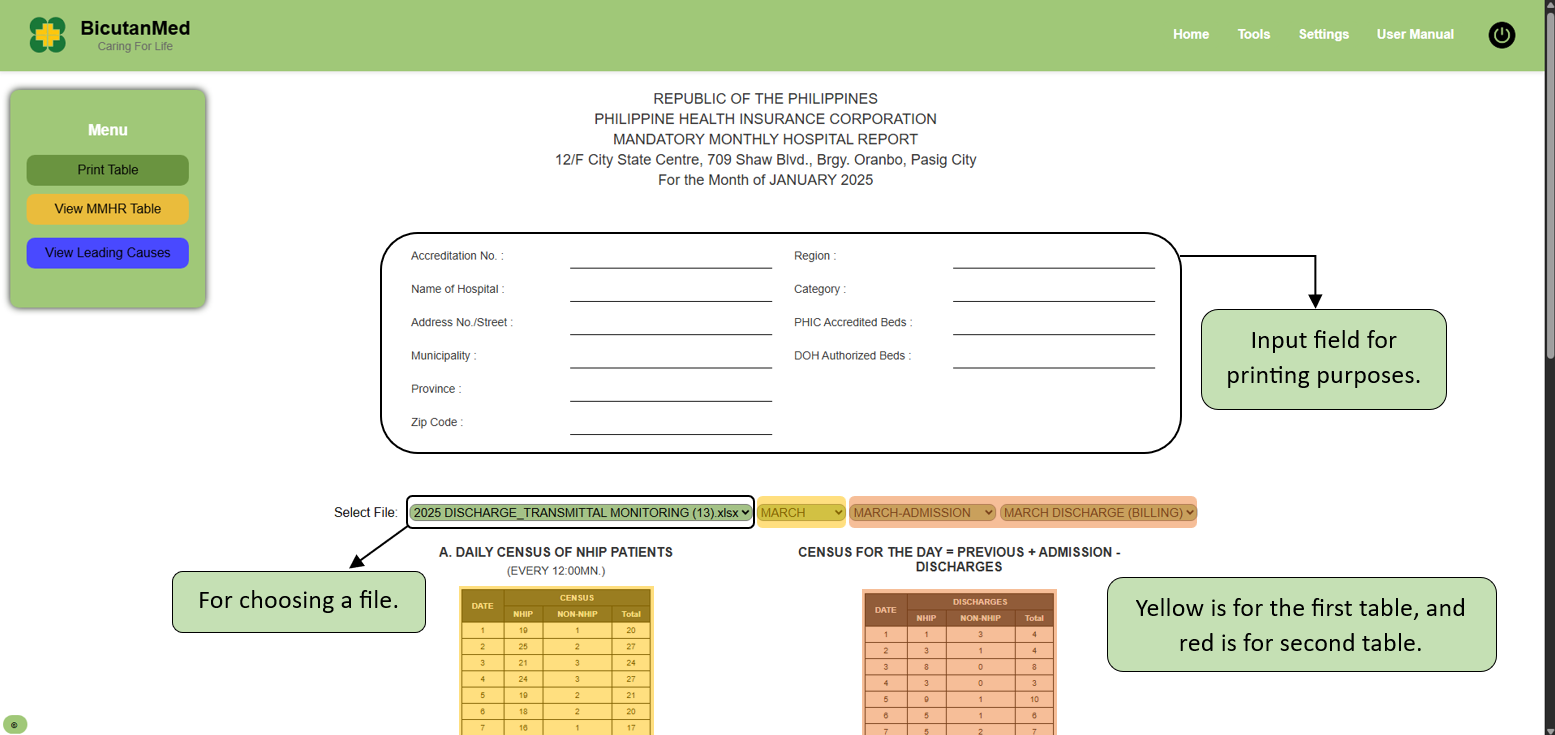 BicutanMed
Caring For Life
Home Tools Settings User Manual
Menu
Print Table
View MMHR Table
View Leading Causes
REPUBLIC OF THE PHILIPPINES
PHILIPPINE HEALTH INSURANCE CORPORATION
MANDATORY MONTHLY HOSPITAL REPORT
12/F City State Centre, 709 Shaw Blvd., Brgy. Oranbo, Pasig City
For the Month of JANUARY 2025
Accreditation No. : Region :
Name of Hospital : Category :
Address No./Street : PHIC Accredited Beds :
Municipality : DOH Authorized Beds :
Province :
Zip Code :
Input field for
printing purposes.
Select File: 2025 DISCHARGE_TRANSMITTAL MONITORING (13).xlsx MARCH MARCH-ADMISSION MARCH DISCHARGE (BILLING)
For choosing a file.
A. DAILY CENSUS OF NHIP PATIENTS
(EVERY 12:00MN.)
DATE CENSUS
NHIP NON-NHIP Total
1 19 1 20
2 25 2 27
3 21 3 24
4 24 3 27
5 19 2 21
6 18 2 20
7 16 1 17
CENSUS FOR THE DAY = PREVIOUS + ADMISSION -
DISCHARGES
DATE DISCHARGES
NHIP NON-NHIP Total
1 1 3 4
2 3 1 4
3 8 0 8
4 3 0 3
5 9 1 10
6 5 1 6
7 5 2 7
Yellow is for the first table, and
red is for second table.
©